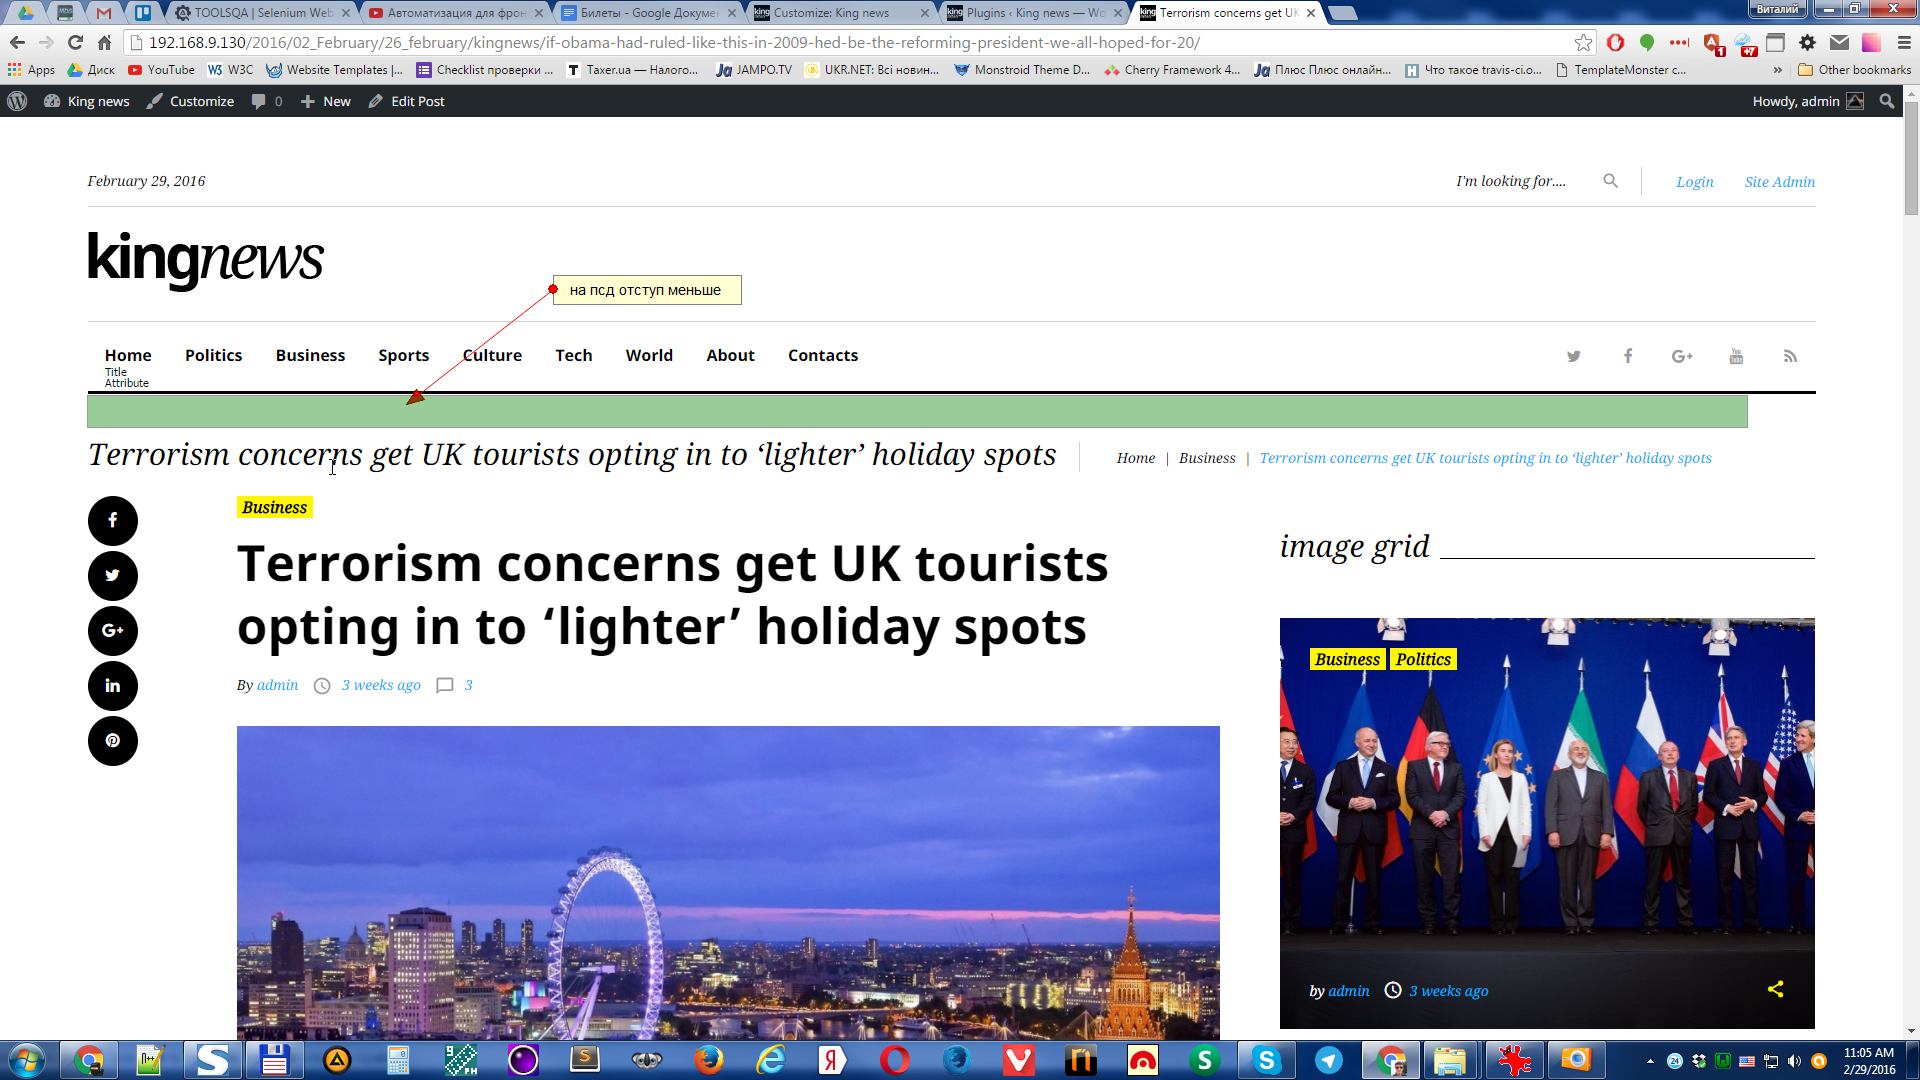 TOOLSQA | Selenium Web
Автоматизация для фрон
Билеты - Google Докумен
Customize: King news
Plugins ‹ King news — Wo
Terrorism concerns get UK
Виталий
192.168.9.130/2016/02_February/26_february/kingnews/if-obama-had-ruled-like-this-in-2009-hed-be-the-reforming-president-we-all-hoped-for-20/
Apps
Диск
YouTube
W3C
Website Templates |...
Checklist проверки ...
Taxer.ua — Налого...
JAMPO.TV
UKR.NET: Всі новин...
Monstroid Theme D...
Cherry Framework 4...
Плюс Плюс онлайн...
Что такое travis-ci.o...
TemplateMonster c...
Other bookmarks
King news
Customize
0
New
Edit Post
Howdy, admin
February 29, 2016
I'm looking for....
Login
Site Admin
kingnews
на псд отступ меньше
Home
Politics
Business
Sports
Culture
Tech
World
About
Contacts
Title
Attribute
Terrorism concerns get UK tourists opting in to ‘lighter’ holiday spots
Home | Business | Terrorism concerns get UK tourists opting in to ‘lighter’ holiday spots
Business
Terrorism concerns get UK tourists
opting in to ‘lighter’ holiday spots
By admin
3 weeks ago
3
image grid
Business
Politics
by admin
3 weeks ago
11:05 AM
2/29/2016